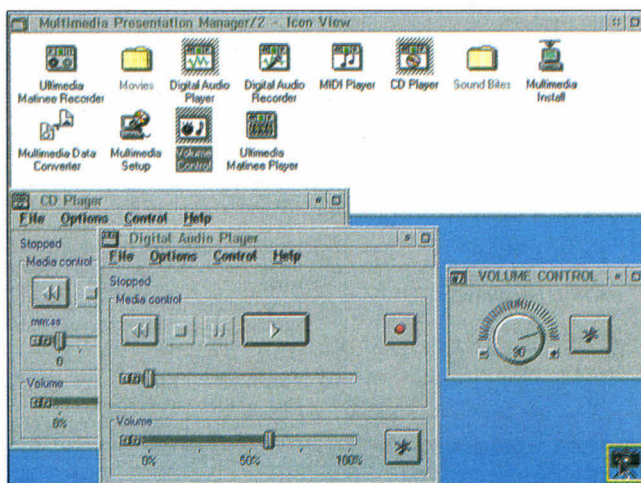 Multimedia Presentation Manager/2 - Icon View
Ultimedia Matinee Recorder
Movies
Digital Audio Player
Digital Audio Recorder
MIDI Player
CD Player
Sound Bites
Multimedia Install
Multimedia Data Converter
Multimedia Setup
Volume Control
Ultimedia Matinee Player
CD Player
File Options Control Help
Stopped
Media control
mm:ss
0
Volume
0%
Digital Audio Player
File Options Control Help
Stopped
Media control
Volume
0% 50% 100%
VOLUME CONTROL
90